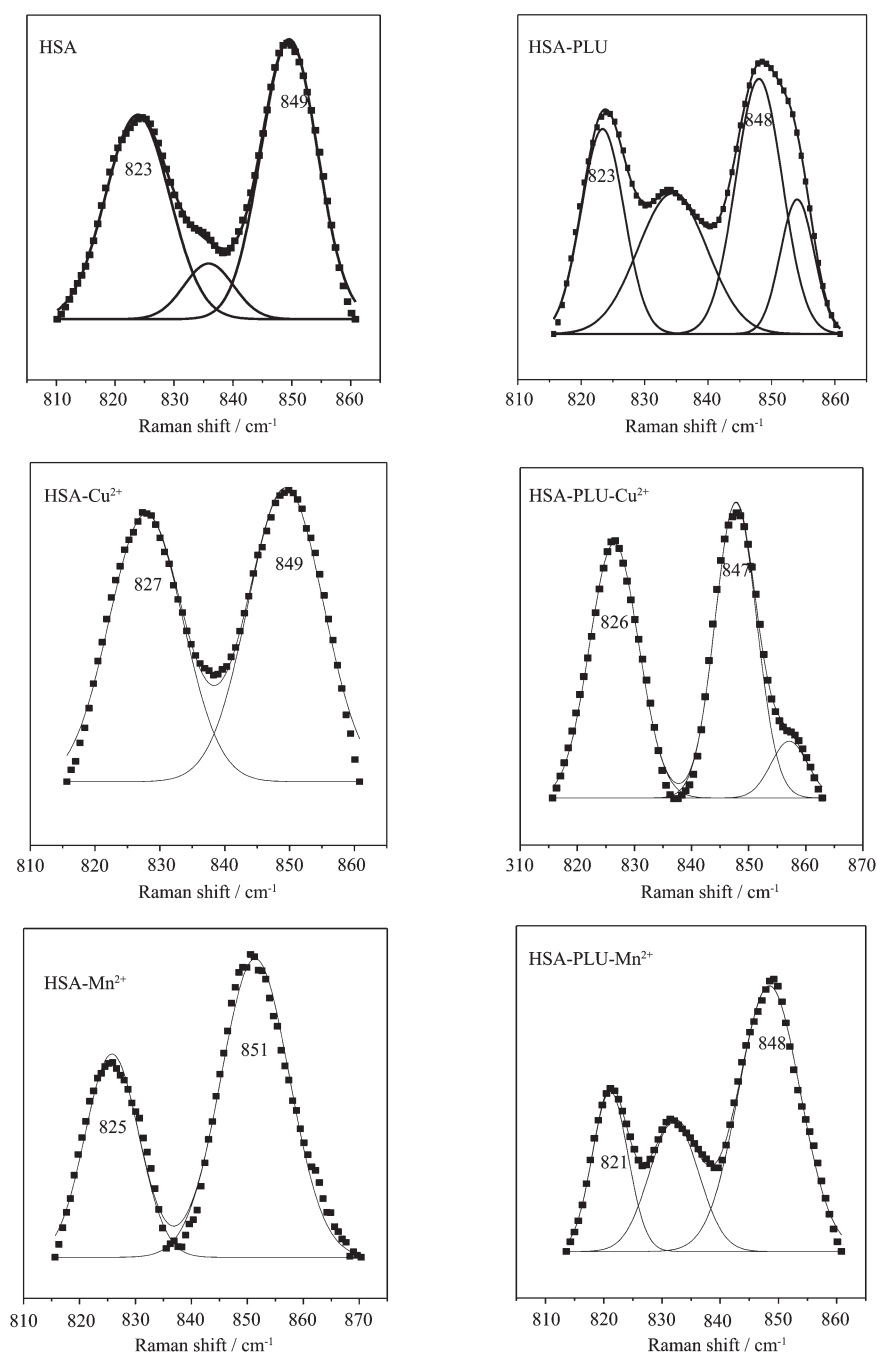 HSA
823
849
810 820 830 840 850 860
Raman shift / cm⁻¹
HSA-PLU
823
848
810 820 830 840 850 860
Raman shift / cm⁻¹
HSA-Cu²⁺
827
849
810 820 830 840 850 860
Raman shift / cm⁻¹
HSA-PLU-Cu²⁺
826
847
310 820 830 840 850 860 870
Raman shift / cm⁻¹
HSA-Mn²⁺
825
851
810 820 830 840 850 860 870
Raman shift / cm⁻¹
HSA-PLU-Mn²⁺
821
848
810 820 830 840 850 860
Raman shift / cm⁻¹